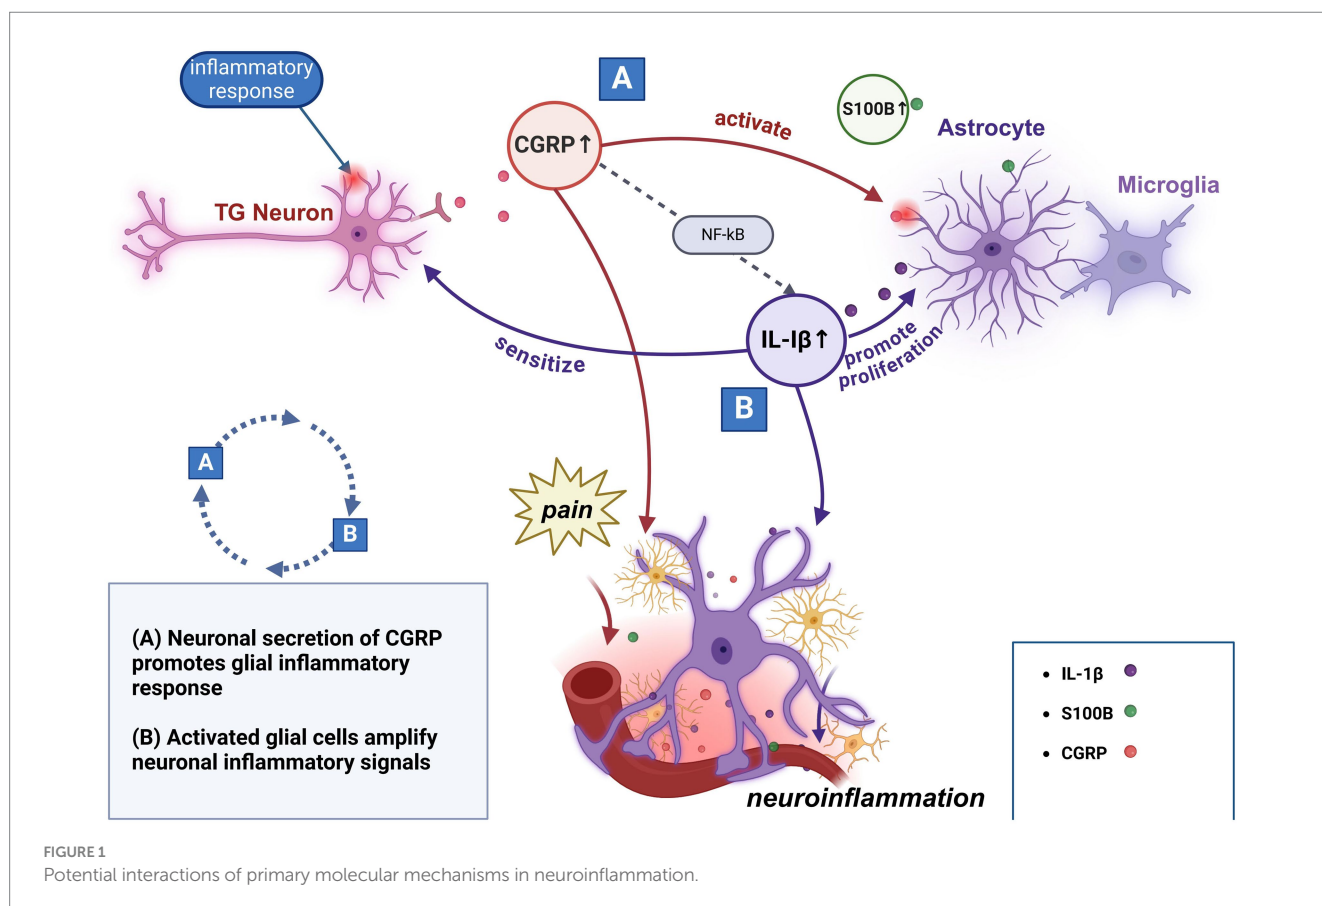 inflammatory
response
A
CGRP↑
activate
S100B↑
Astrocyte
Microglia
TG Neuron
NF-kB
IL-Iβ↑
promote
proliferation
sensitize
B
A
B
pain
(A) Neuronal secretion of CGRP
promotes glial inflammatory
response
(B) Activated glial cells amplify
neuronal inflammatory signals
• IL-1β
• S100B
• CGRP
neuroinflammation
FIGURE 1
Potential interactions of primary molecular mechanisms in neuroinflammation.